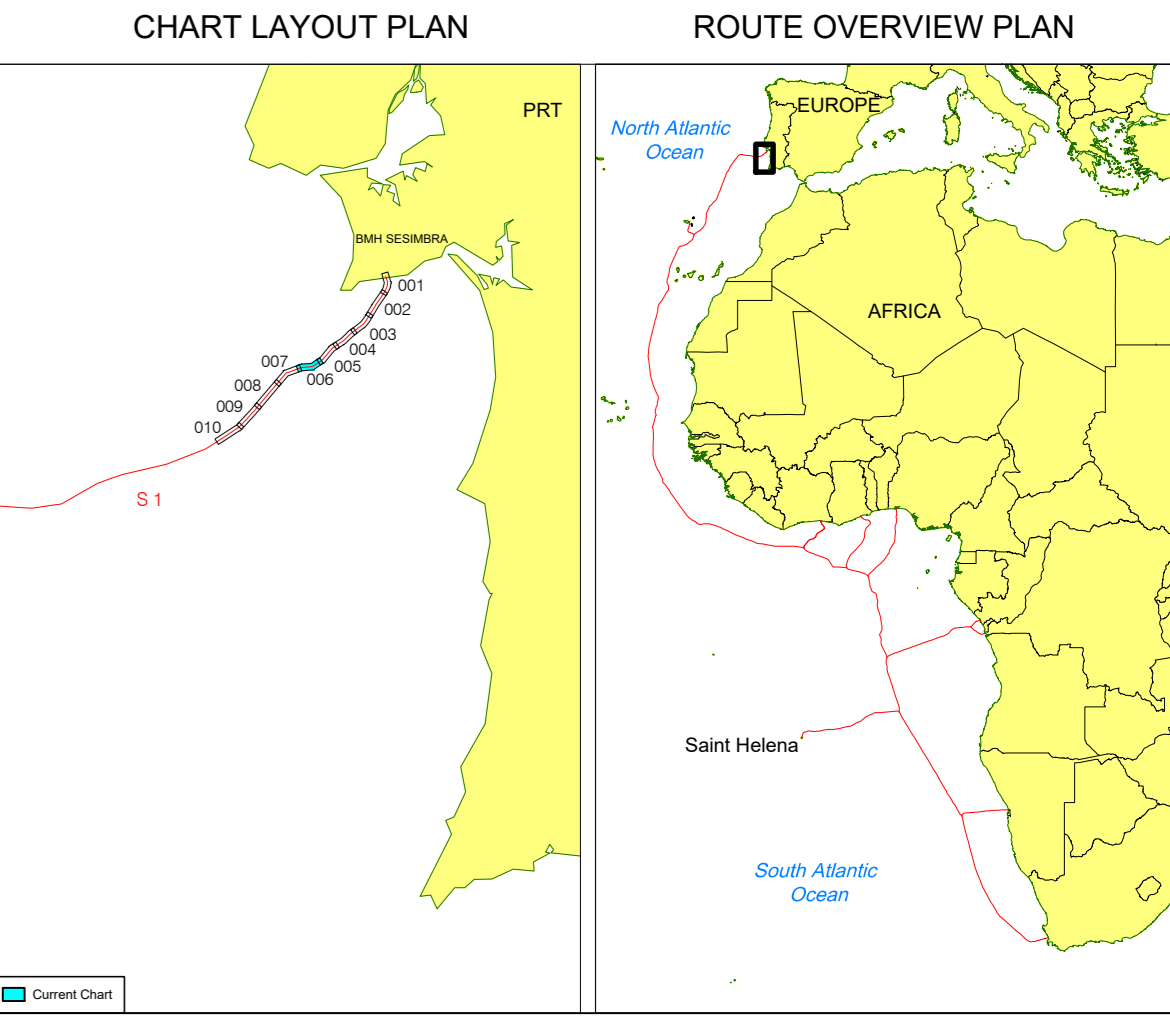 CHART LAYOUT PLAN
PRT
BMH SESIMBRA
001
002
003
004
005
006
007
008
009
010
S 1
Current Chart
ROUTE OVERVIEW PLAN
EUROPE
North Atlantic
Ocean
AFRICA
Saint Helena
South Atlantic
Ocean